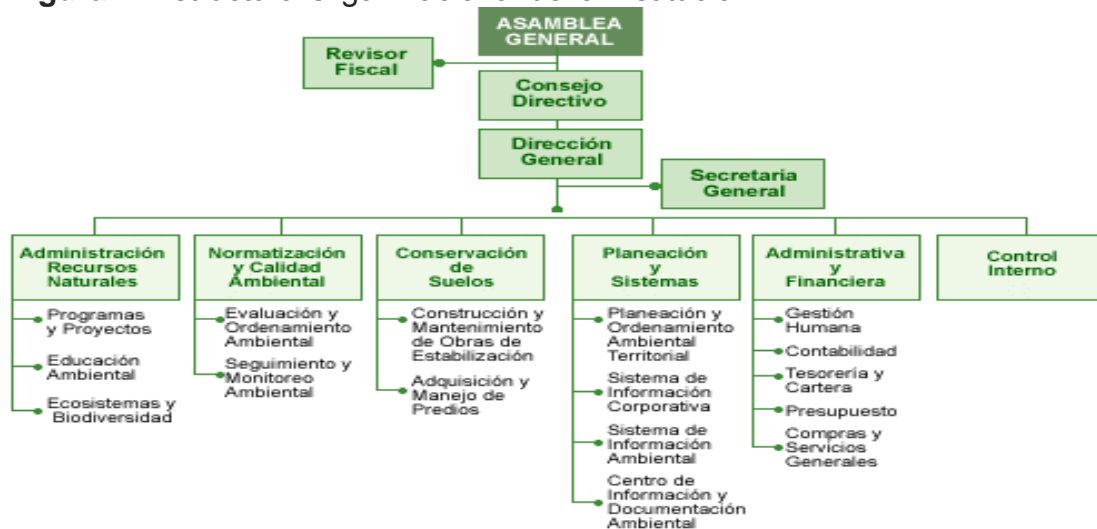 ASAMBLEA
GENERAL
Revisor
Fiscal
Consejo
Directivo
Dirección
General
Secretaria
General
Administración
Recursos
Naturales
Programas
y Proyectos
Educación
Ambiental
Ecosistemas y
Biodiversidad
Normatización
y Calidad
Ambiental
Evaluación y
Ordenamiento
Ambiental
Seguimiento y
Monitoreo
Ambiental
Conservación
de
Suelos
Construcción y
Mantenimiento
de Obras de
Estabilización
Adquisición y
Manejo de
Predios
Planeación
y
Sistemas
Planeación y
Ordenamiento
Ambiental
Territorial
Sistema de
Información
Corporativa
Sistema de
Información
Ambiental
Centro de
Información y
Documentación
Ambiental
Administrativa
y
Financiera
Gestión
Humana
Contabilidad
Tesorería y
Cartera
Presupuesto
Compras y
Servicios
Generales
Control
Interno